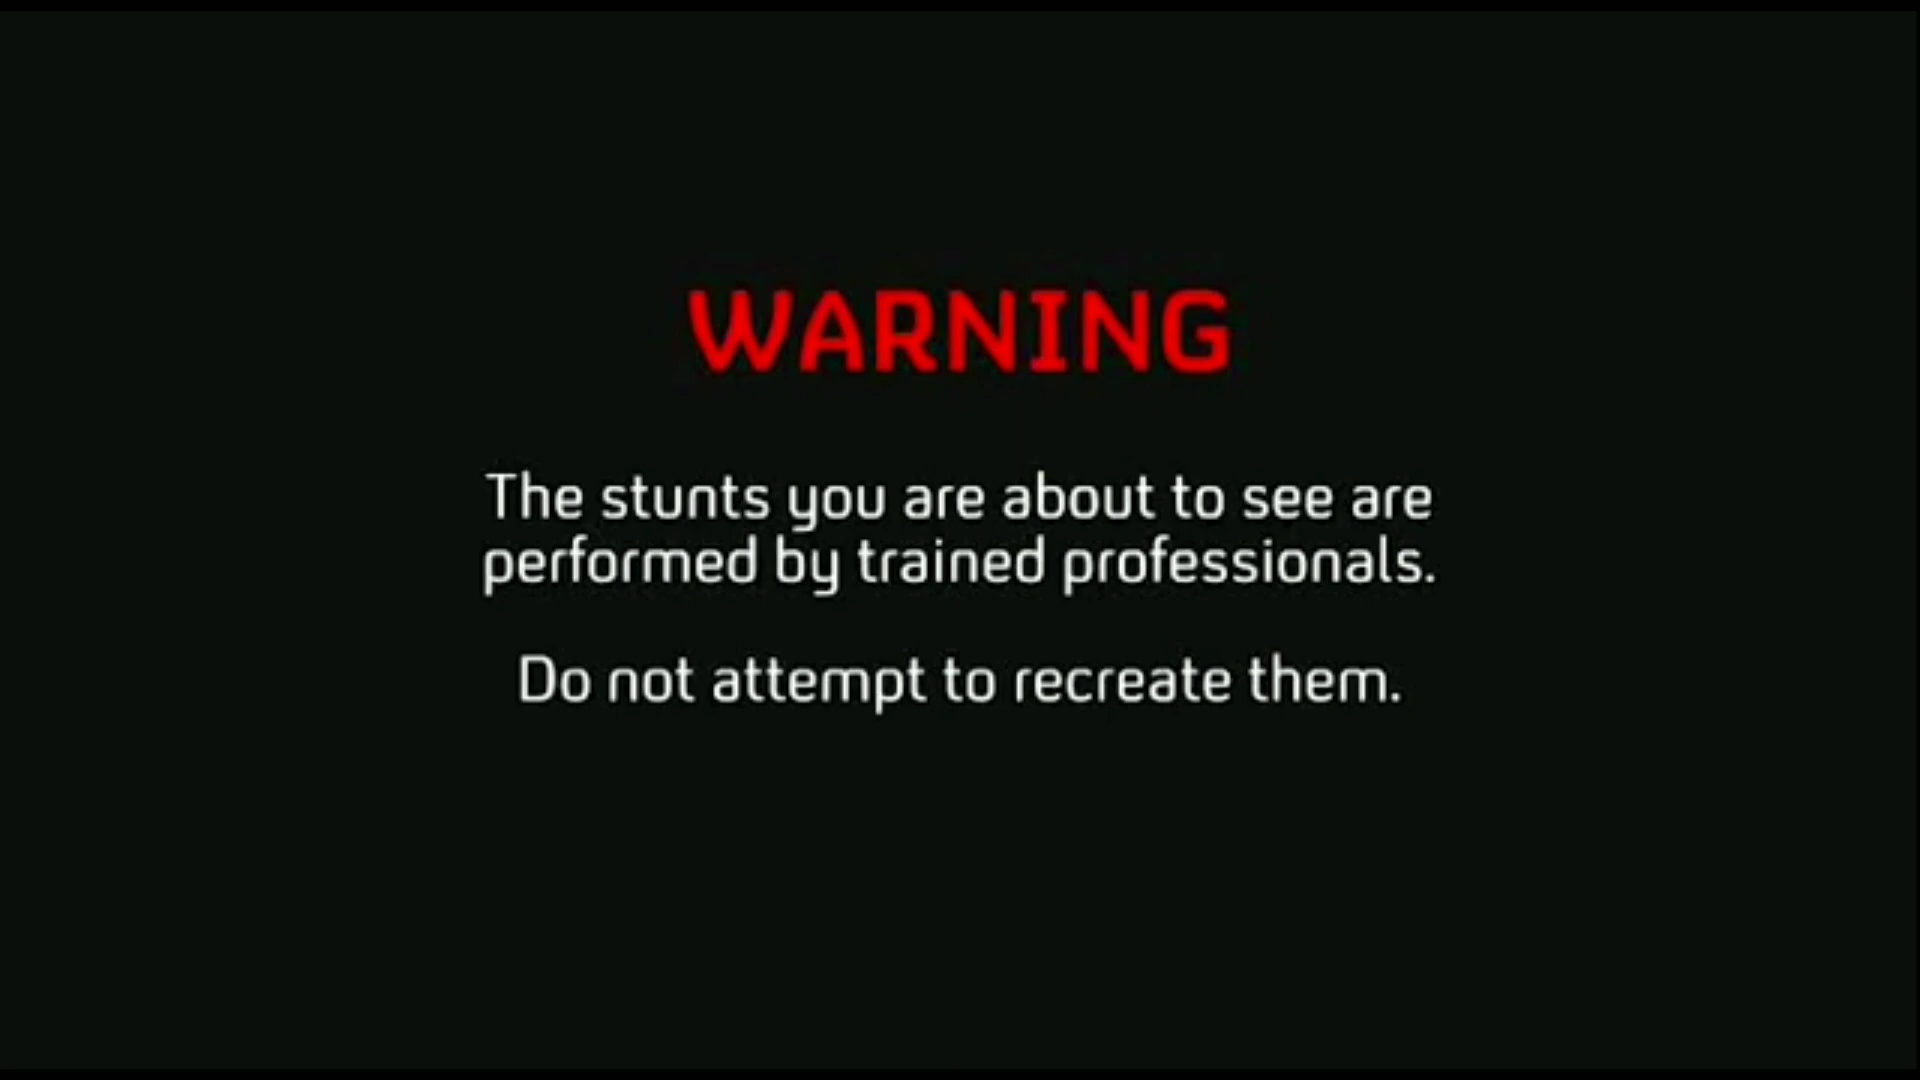 WARNING
The stunts you are about to see are
performed by trained professionals.
Do not attempt to recreate them.